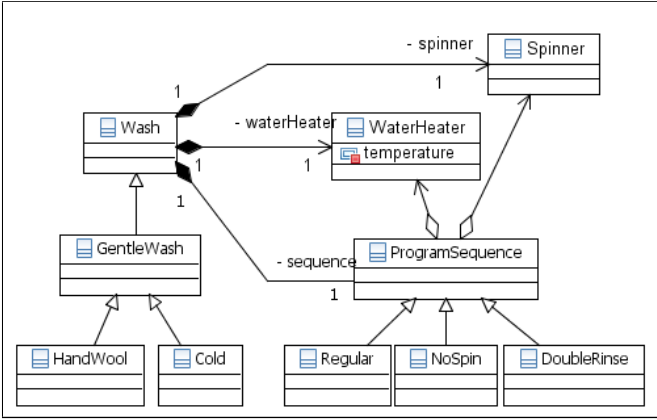 - spinner
Spinner
1
1
Wash
- waterHeater
WaterHeater
temperature
1
1
1
GentleWash
- sequence
ProgramSequence
1
HandWool
Cold
Regular
NoSpin
DoubleRinse